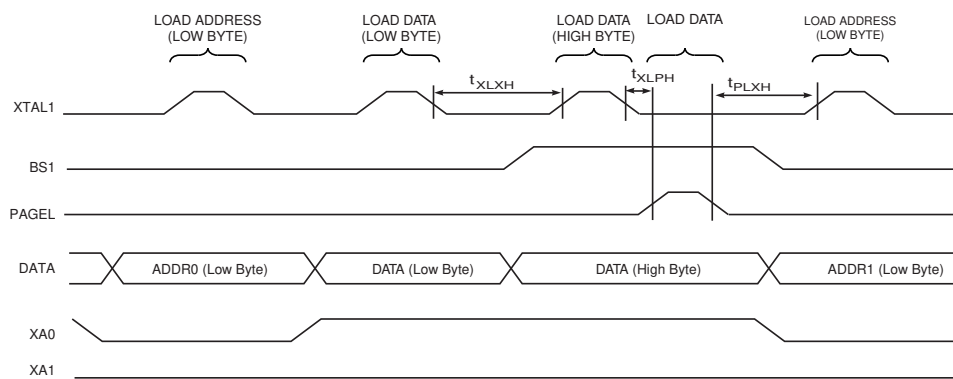 LOAD ADDRESS
(LOW BYTE)
LOAD DATA
(LOW BYTE)
LOAD DATA
(HIGH BYTE)
LOAD DATA
LOAD ADDRESS
(LOW BYTE)
tXLXH
tXLPH
tPLXH
XTAL1
BS1
PAGEL
DATA
ADDR0 (Low Byte)
DATA (Low Byte)
DATA (High Byte)
ADDR1 (Low Byte)
XA0
XA1